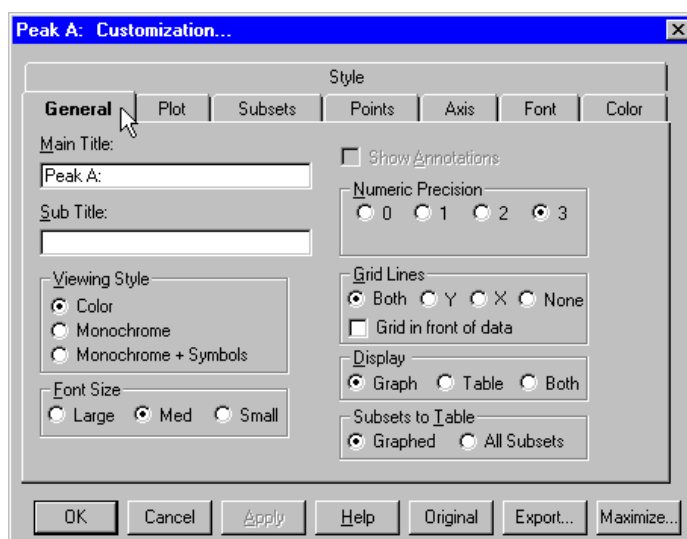 Peak A: Customization...
Style
General Plot Subsets Points Axis Font Color
Main Title:
Peak A:
Sub Title:
Viewing Style
Color
Monochrome
Monochrome + Symbols
Font Size
Large Med Small
Show Annotations
Numeric Precision
0 1 2 3
Grid Lines
Both Y X None
Grid in front of data
Display
Graph Table Both
Subsets to Table
Graphed All Subsets
OK Cancel Apply Help Original Export... Maximize...